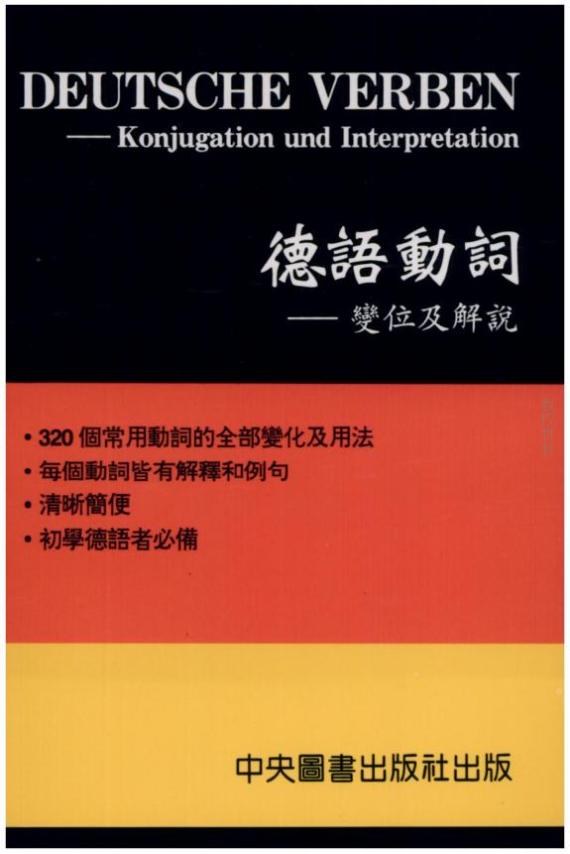 DEUTSCHE VERBEN
—— Konjugation und Interpretation
德語動詞
—— 變位及解說
・320 個常用動詞的全部變化及用法
・每個動詞皆有解釋和例句
・清晰簡便
・初學德語者必備
中央圖書出版社出版